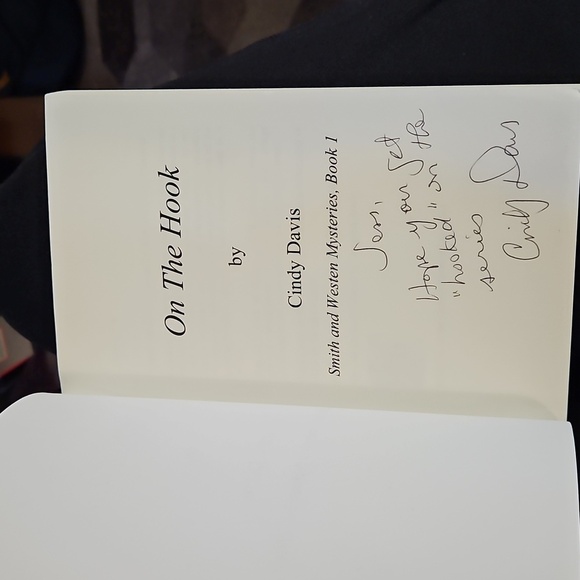 On The Hook
by
Cindy Davis
Smith and Westen Mysteries, Book 1
Jess,
Hope you get
"hooked" on the
series
Cindy Davis